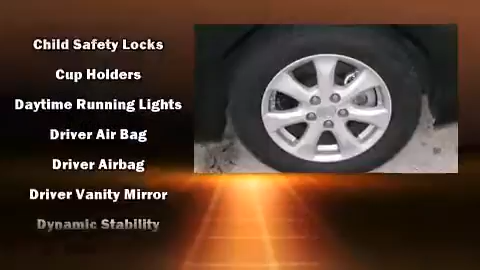 Child Safety Locks
Cup Holders
Daytime Running Lights
Driver Air Bag
Driver Airbag
Driver Vanity Mirror
Dynamic Stability